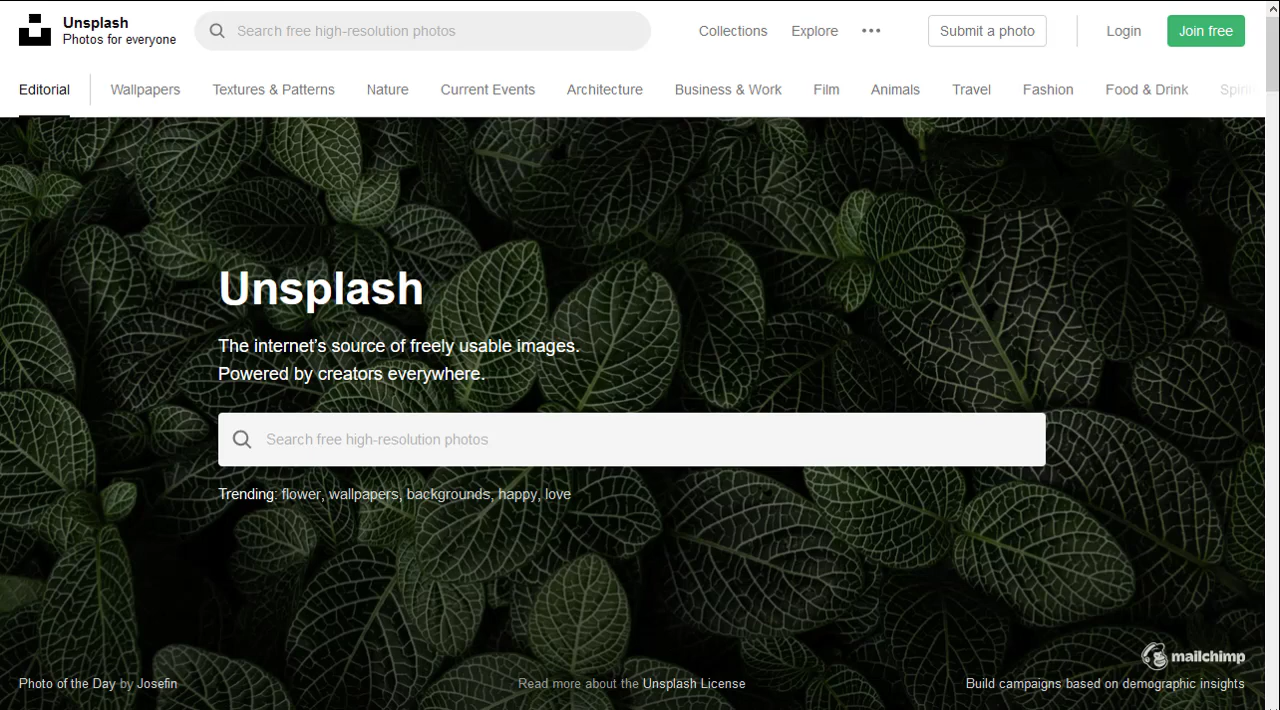 Unsplash
Photos for everyone
Search free high-resolution photos
Collections
Explore
Submit a photo
Login
Join free
Editorial
Wallpapers
Textures & Patterns
Nature
Current Events
Architecture
Business & Work
Film
Animals
Travel
Fashion
Food & Drink
Unsplash
The internet's source of freely usable images.
Powered by creators everywhere.
Search free high-resolution photos
Trending: flower, wallpapers, backgrounds, happy, love
mailchimp
Photo of the Day by Josefin
Read more about the Unsplash License
Build campaigns based on demographic insights